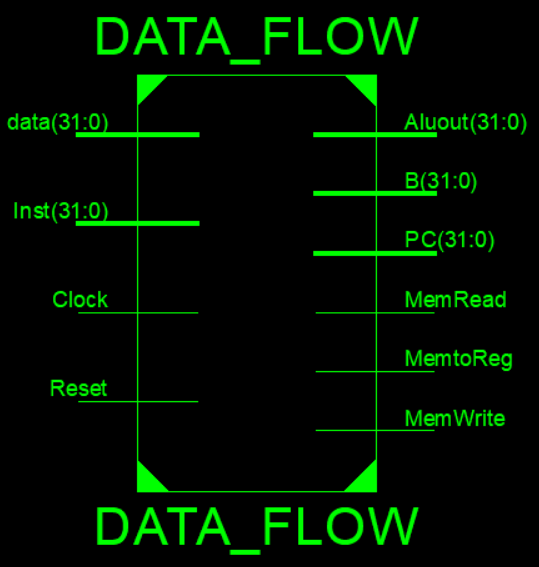 DATA_FLOW
data(31:0)
Aluout(31:0)
B(31:0)
Inst(31:0)
PC(31:0)
Clock
MemRead
MemtoReg
Reset
MemWrite
DATA_FLOW